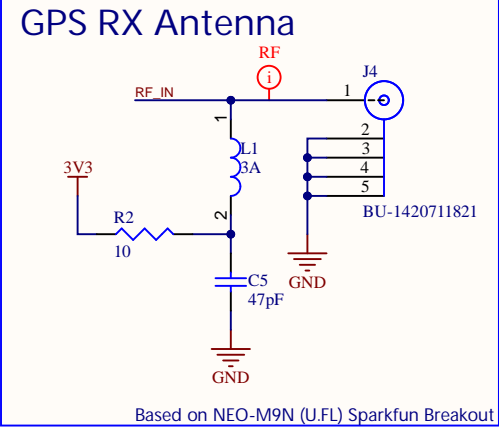 GPS RX Antenna
RF
i
J4
RF_IN
1
1
2
3
4
5
L1
3A
3V3
BU-1420711821
R2
2
10
C5
47pF
GND
GND
Based on NEO-M9N (U.FL) Sparkfun Breakout